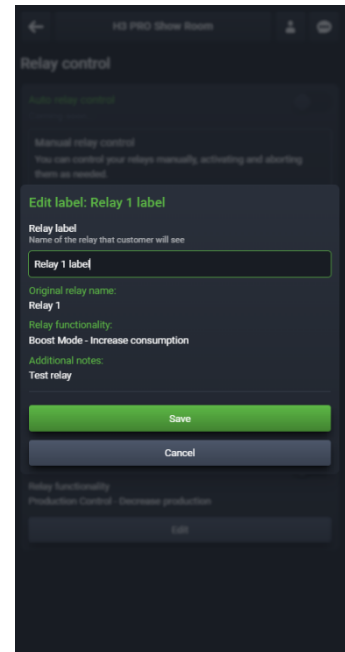 H3 PRO Show Room
Relay control
Auto relay control
Manual relay control
You can control your relays manually, activating and aborting
them as needed.
Edit label: Relay 1 label
Relay label
Name of the relay that customer will see
Relay 1 label
Original relay name:
Relay 1
Relay functionality:
Boost Mode - Increase consumption
Additional notes:
Test relay
Save
Cancel
Relay functionality
Production Control - Decrease production
Edit